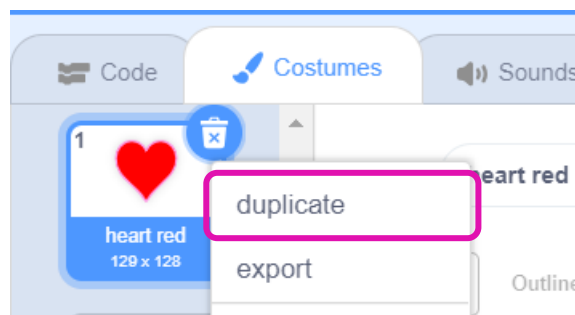 Code
Costumes
Sounds
1
heart red
129 x 128
duplicate
export
heart red
Outline